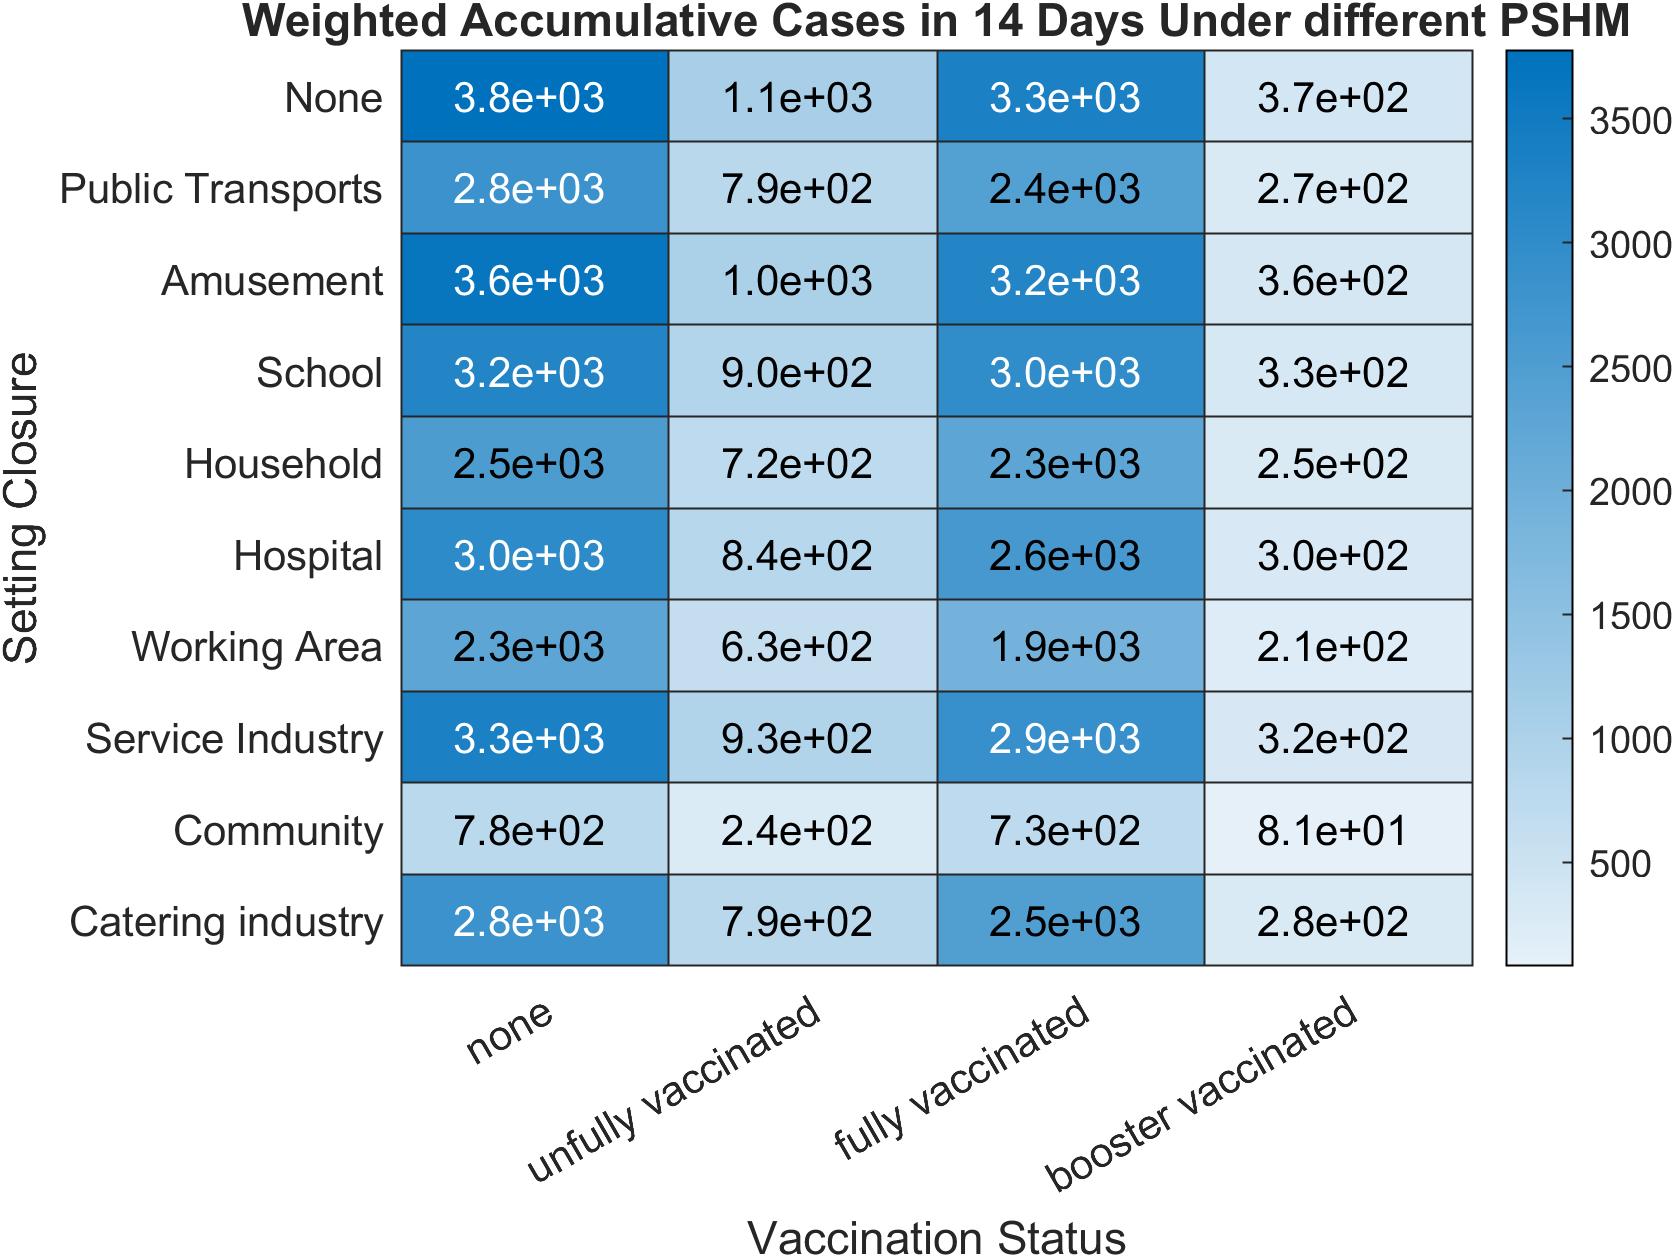 Weighted Accumulative Cases in 14 Days Under different PSHM
None 3.8e+03 1.1e+03 3.3e+03 3.7e+02
Public Transports 2.8e+03 7.9e+02 2.4e+03 2.7e+02
Amusement 3.6e+03 1.0e+03 3.2e+03 3.6e+02
School 3.2e+03 9.0e+02 3.0e+03 3.3e+02
Household 2.5e+03 7.2e+02 2.3e+03 2.5e+02
Hospital 3.0e+03 8.4e+02 2.6e+03 3.0e+02
Working Area 2.3e+03 6.3e+02 1.9e+03 2.1e+02
Service Industry 3.3e+03 9.3e+02 2.9e+03 3.2e+02
Community 7.8e+02 2.4e+02 7.3e+02 8.1e+01
Catering industry 2.8e+03 7.9e+02 2.5e+03 2.8e+02
Setting Closure
none
unfully vaccinated
fully vaccinated
booster vaccinated
Vaccination Status
3500
3000
2500
2000
1500
1000
500